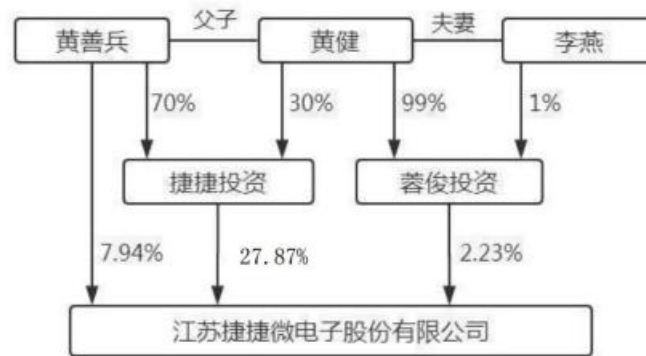 父子
夫妻
黄善兵
黄健
李燕
70%
30%
99%
1%
捷捷投资
蓉俊投资
7.94%
27.87%
2.23%
江苏捷捷微电子股份有限公司